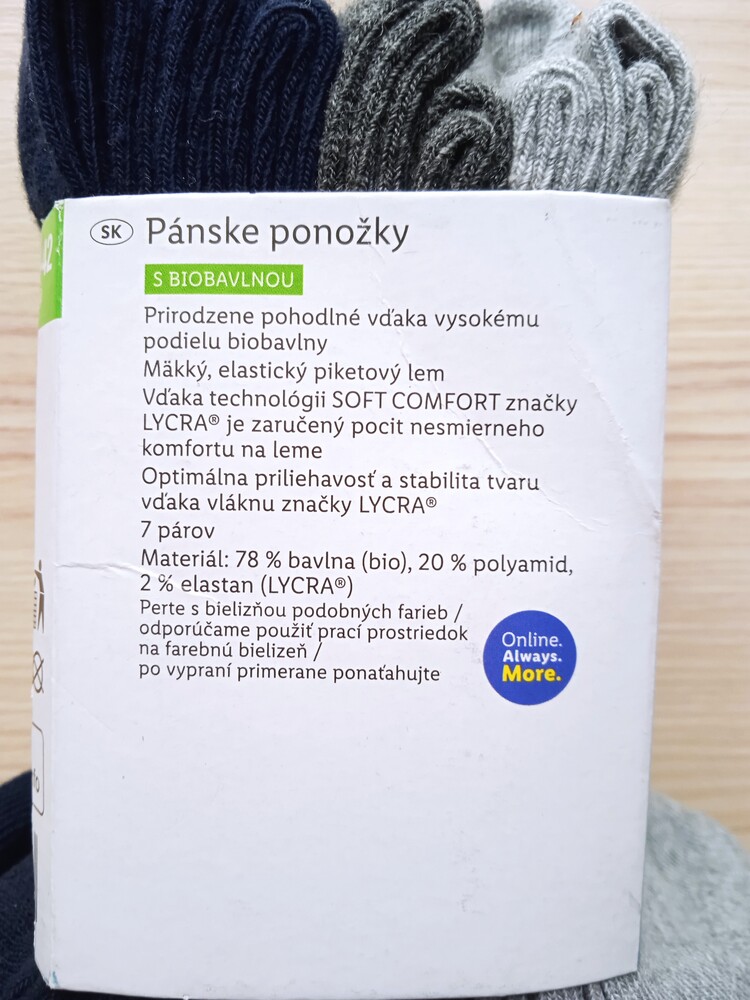 SK Pánske ponožky
S BIOBAVLNOU
Prirodzene pohodlné vďaka vysokému
podielu biobavlny
Mäkký, elastický piketový lem
Vďaka technológii SOFT COMFORT značky
LYCRA® je zaručený pocit nesmierneho
komfortu na leme
Optimálna priliehavosť a stabilita tvaru
vďaka vláknu značky LYCRA®
7 párov
Materiál: 78 % bavlna (bio), 20 % polyamid,
2 % elastan (LYCRA®)
Perte s bielizňou podobných farieb /
odporúčame použiť prací prostriedok
na farebnú bielizeň /
po vypraní primerane ponaťahujte
Online.
Always.
More.